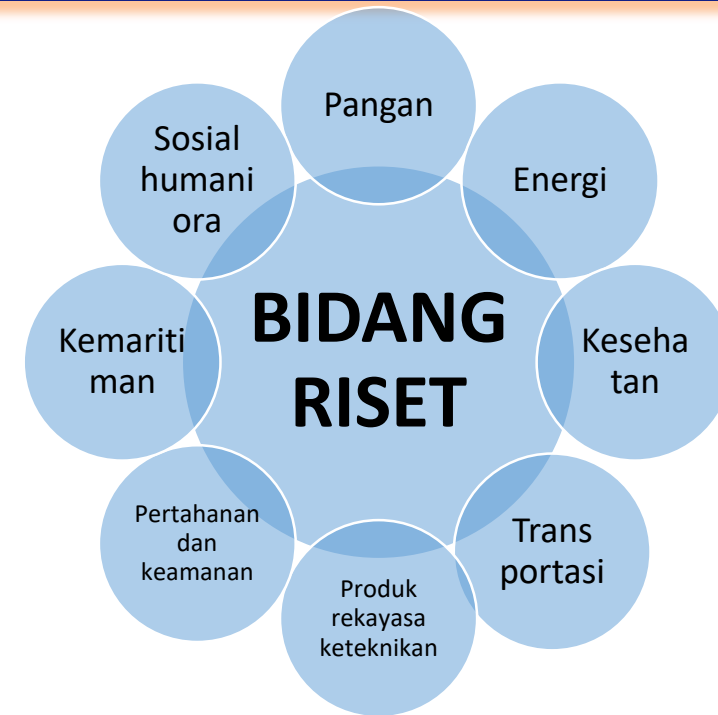 Pangan
Energi
Keseha
tan
Trans
portasi
Produk
rekayasa
keteknikan
Pertahanan
dan
keamanan
Kemariti
man
Sosial
humani
ora
BIDANG
RISET